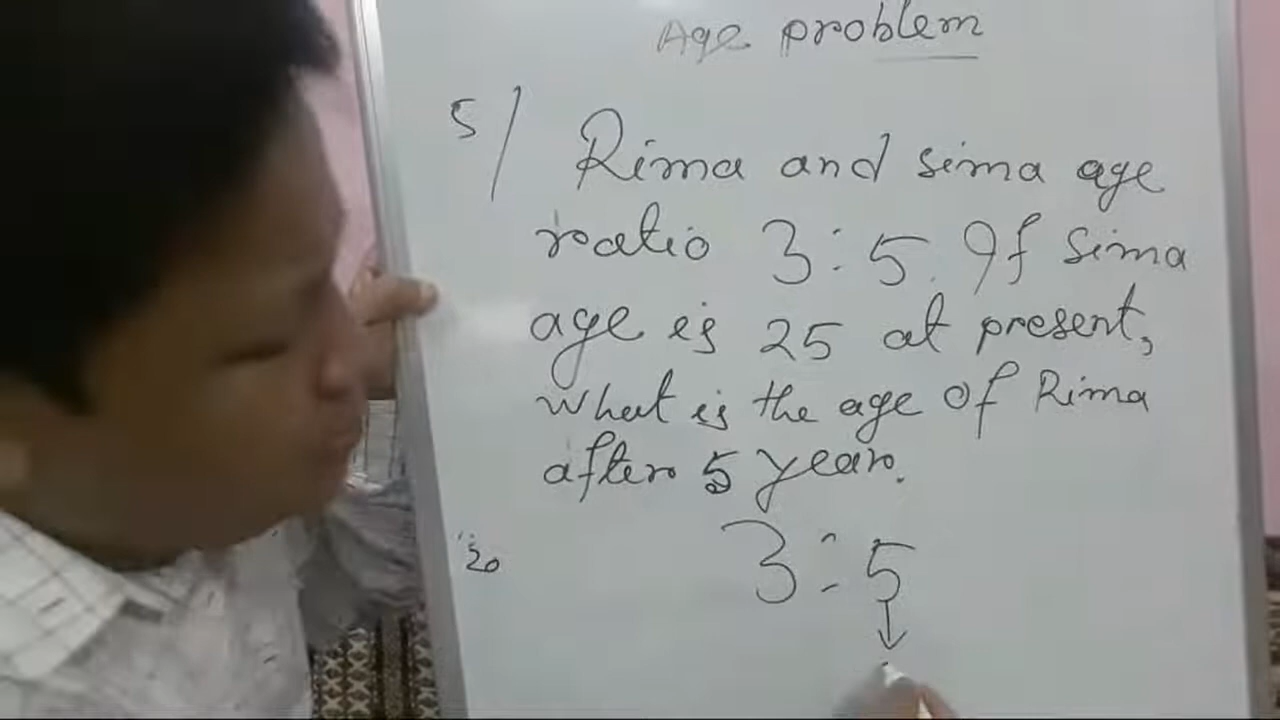 Age problem
5/ Rima and sima age
ratio 3:5. If sima
age is 25 at present,
what is the age of Rima
after 5 year.
3:5
20